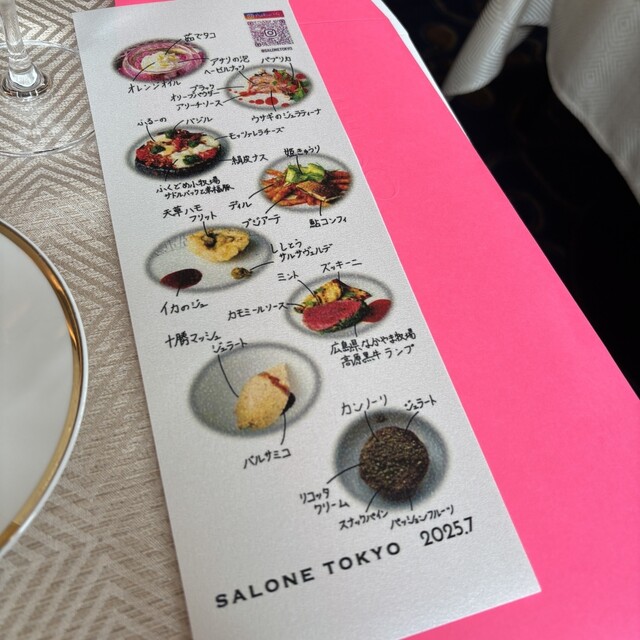 @SALONETOKYO
茹でタコ
アサリの泡
ヘーゼルナッツ
オレンジオイル
パプリカ
ブラック
オリーブパウダー
アリーチソース
ウサギのジェラティーナ
ふるーの
バジル
モッツァレラチーズ
絹皮ナス
ふくどめ小牧場
サドルバック 幸福豚
姫きゅうり
ディル
ブジアーテ
鮎コンフィ
天草ハモ
フリット
ししとう
サルサヴェルデ
イカのジュ
ミント
ズッキーニ
カモミールソース
広島県なかやま牧場
高原黒牛 ランプ
十勝マッシュ
ジェラート
バルサミコ
カンノーリ
ジェラート
リコッタ
クリーム
スナックパイン
パッションフルーツ
SALONE TOKYO 2025.7